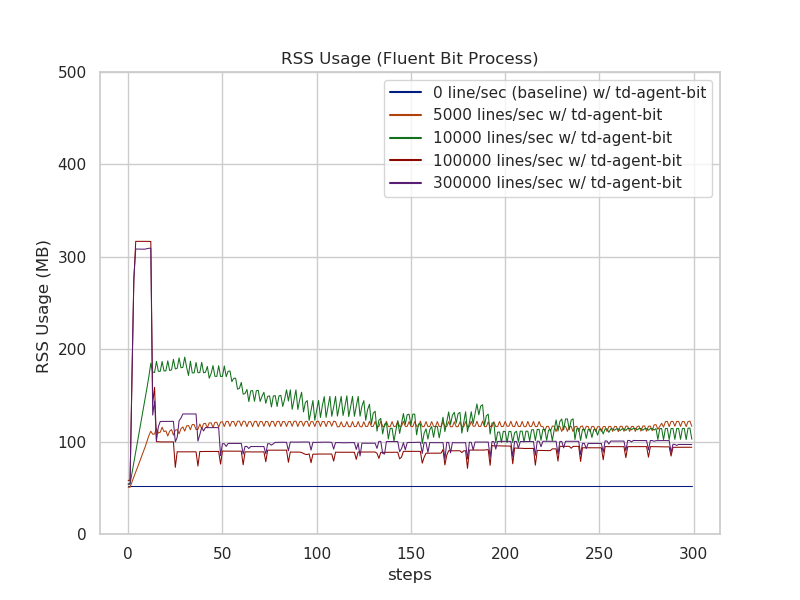 RSS Usage (Fluent Bit Process)
500
400
300
200
100
0
RSS Usage (MB)
0 line/sec (baseline) w/ td-agent-bit
5000 lines/sec w/ td-agent-bit
10000 lines/sec w/ td-agent-bit
100000 lines/sec w/ td-agent-bit
300000 lines/sec w/ td-agent-bit
0 50 100 150 200 250 300
steps